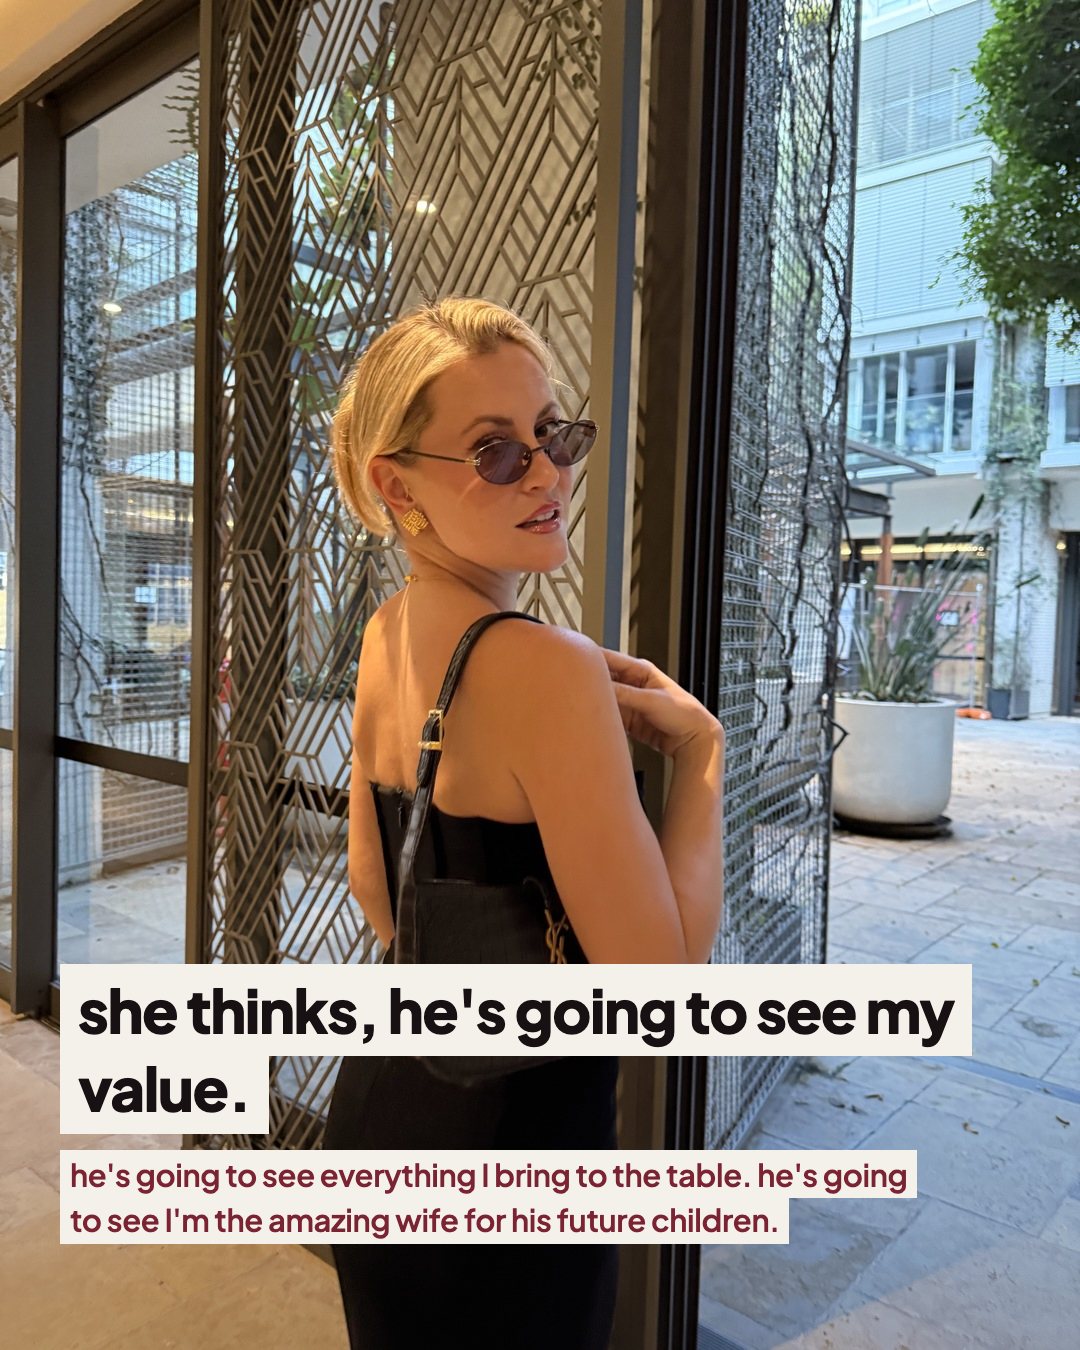 she thinks, he's going to see my
value.
he's going to see everything I bring to the table. he's going
to see I'm the amazing wife for his future children.